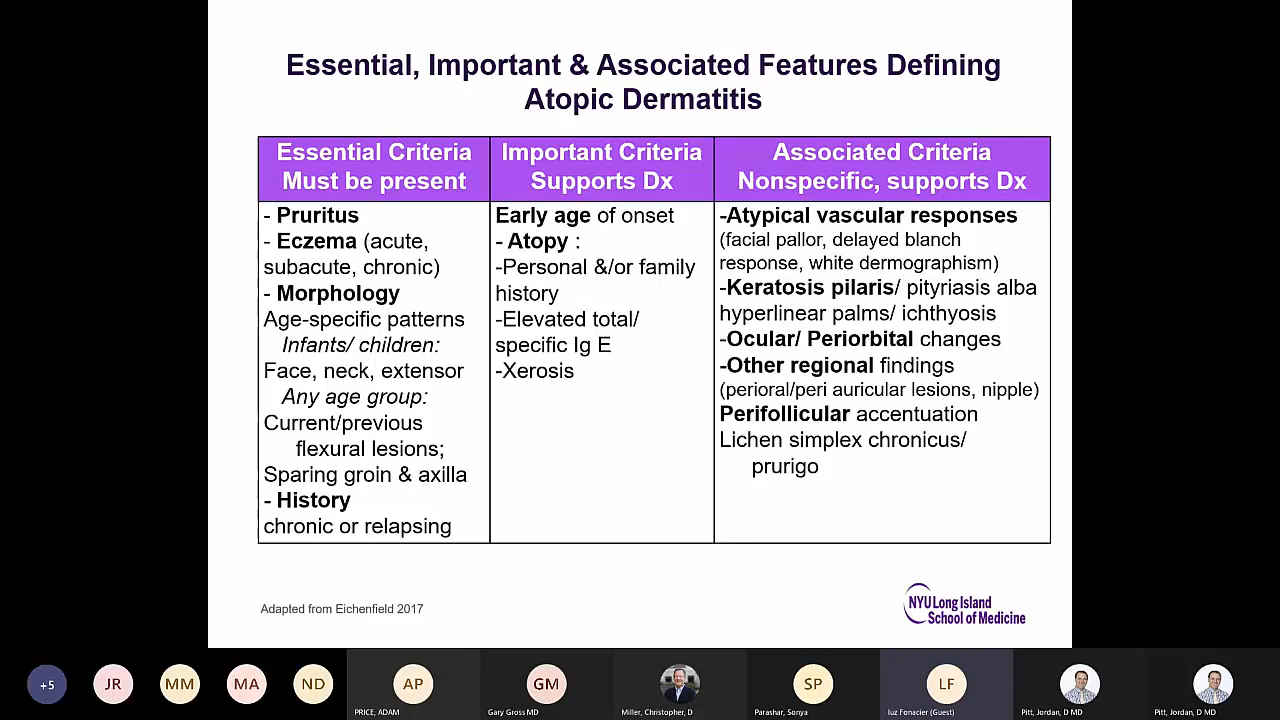 Essential, Important & Associated Features Defining
Atopic Dermatitis
Essential Criteria
Must be present
Important Criteria
Supports Dx
Associated Criteria
Nonspecific, supports Dx
- Pruritus
- Eczema (acute,
subacute, chronic)
- Morphology
Age-specific patterns
Infants/ children:
Face, neck, extensor
Any age group:
Current/previous
flexural lesions;
Sparing groin & axilla
- History
chronic or relapsing
Early age of onset
- Atopy :
-Personal &/or family
history
-Elevated total/
specific Ig E
-Xerosis
-Atypical vascular responses
(facial pallor, delayed blanch
response, white dermographism)
-Keratosis pilaris/ pityriasis alba
hyperlinear palms/ ichthyosis
-Ocular/ Periorbital changes
-Other regional findings
(perioral/peri auricular lesions, nipple)
Perifollicular accentuation
Lichen simplex chronicus/
prurigo
Adapted from Eichenfield 2017
NYU Long Island
School of Medicine
+5
JR
MM
MA
ND
AP
PRICE, ADAM
GM
Gary Gross MD
Miller, Christopher, D
SP
Parashar, Sonya
LF
luz Fonacier (Guest)
Pitt, Jordan, D MD
Pitt, Jordan, D MD